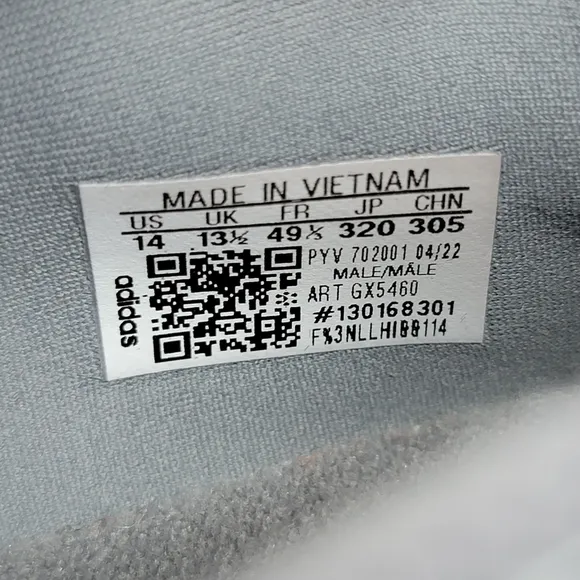 MADE IN VIETNAM
US UK FR JP CHN
14 13½ 49⅓ 320 305
adidas
PYV 702001 04/22
MALE/MÂLE
ART GX5460
#130168301